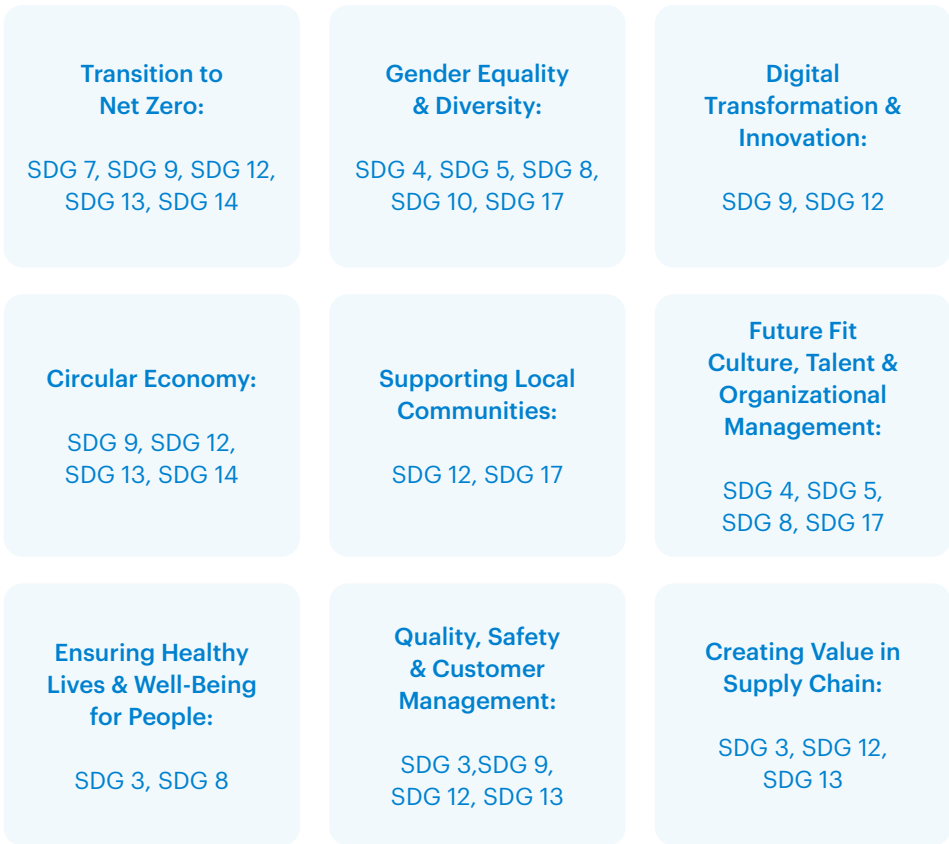 Transition to
Net Zero:
SDG 7, SDG 9, SDG 12,
SDG 13, SDG 14
Gender Equality
& Diversity:
SDG 4, SDG 5, SDG 8,
SDG 10, SDG 17
Digital
Transformation &
Innovation:
SDG 9, SDG 12
Circular Economy:
SDG 9, SDG 12,
SDG 13, SDG 14
Supporting Local
Communities:
SDG 12, SDG 17
Future Fit
Culture, Talent &
Organizational
Management:
SDG 4, SDG 5,
SDG 8, SDG 17
Ensuring Healthy
Lives & Well-Being
for People:
SDG 3, SDG 8
Quality, Safety
& Customer
Management:
SDG 3,SDG 9,
SDG 12, SDG 13
Creating Value in
Supply Chain:
SDG 3, SDG 12,
SDG 13